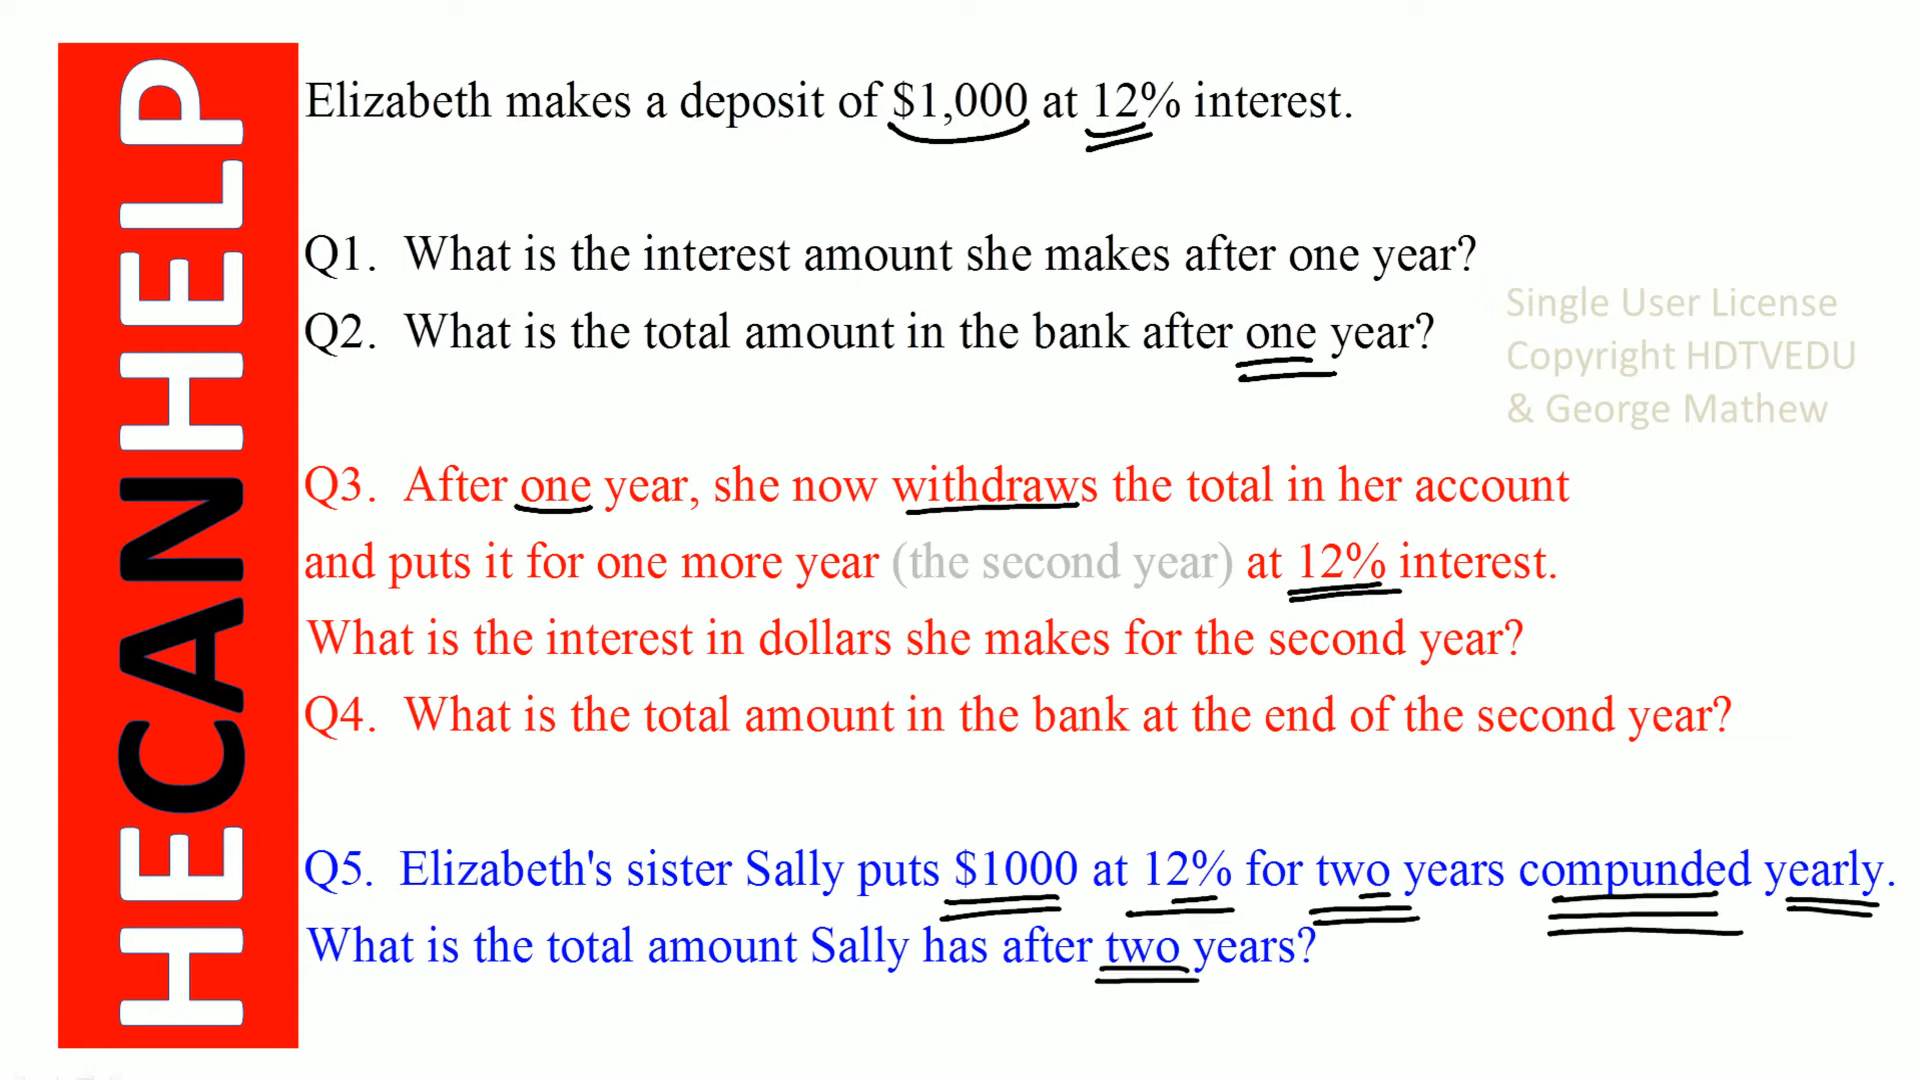 HECANHELP
Elizabeth makes a deposit of $1,000 at 12% interest.
Q1. What is the interest amount she makes after one year?
Q2. What is the total amount in the bank after one year?
Single User License
Copyright HDTVEDU
& George Mathew
Q3. After one year, she now withdraws the total in her account
and puts it for one more year (the second year) at 12% interest.
What is the interest in dollars she makes for the second year?
Q4. What is the total amount in the bank at the end of the second year?
Q5. Elizabeth's sister Sally puts $1000 at 12% for two years compunded yearly.
What is the total amount Sally has after two years?